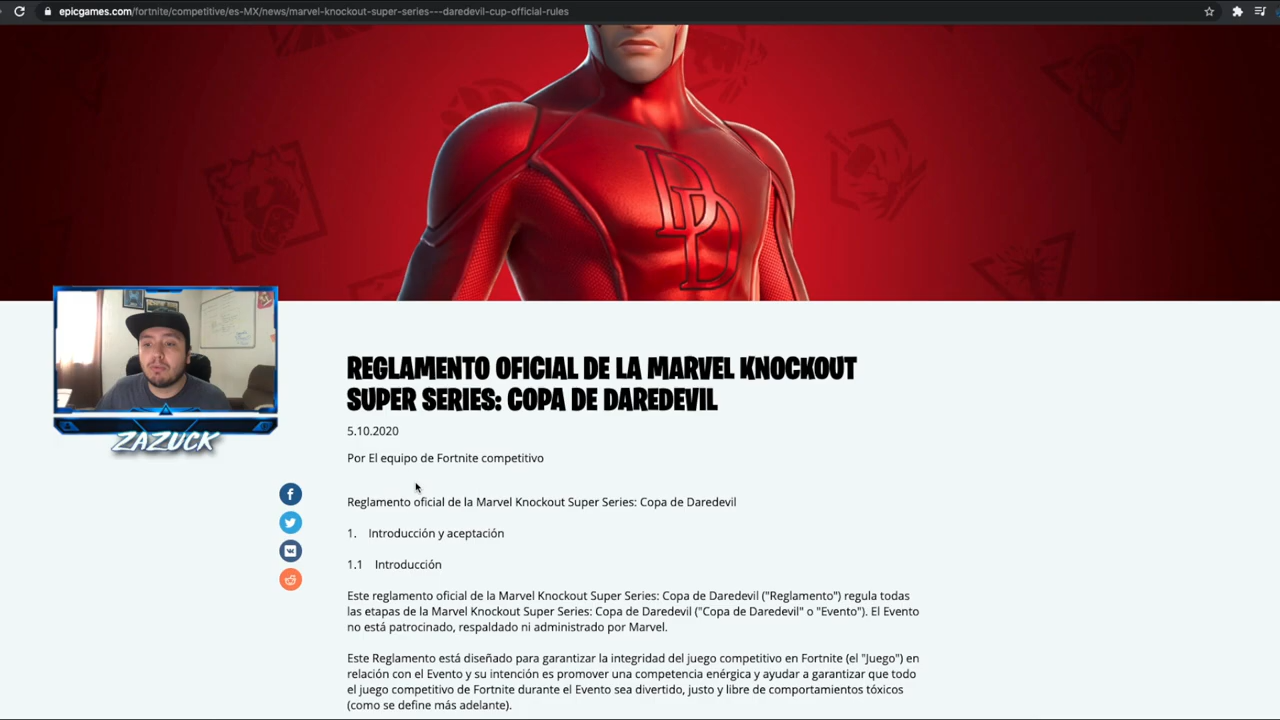 epicgames.com/fortnite/competitive/es-MX/news/marvel-knockout-super-series---daredevil-cup-official-rules
DD
ZAZUCK
REGLAMENTO OFICIAL DE LA MARVEL KNOCKOUT
SUPER SERIES: COPA DE DAREDEVIL
5.10.2020
Por El equipo de Fortnite competitivo
Reglamento oficial de la Marvel Knockout Super Series: Copa de Daredevil
1. Introducción y aceptación
1.1 Introducción
Este reglamento oficial de la Marvel Knockout Super Series: Copa de Daredevil ("Reglamento") regula todas
las etapas de la Marvel Knockout Super Series: Copa de Daredevil ("Copa de Daredevil" o "Evento"). El Evento
no está patrocinado, respaldado ni administrado por Marvel.
Este Reglamento está diseñado para garantizar la integridad del juego competitivo en Fortnite (el "Juego") en
relación con el Evento y su intención es promover una competencia enérgica y ayudar a garantizar que todo
el juego competitivo de Fortnite durante el Evento sea divertido, justo y libre de comportamientos tóxicos
(como se define más adelante).